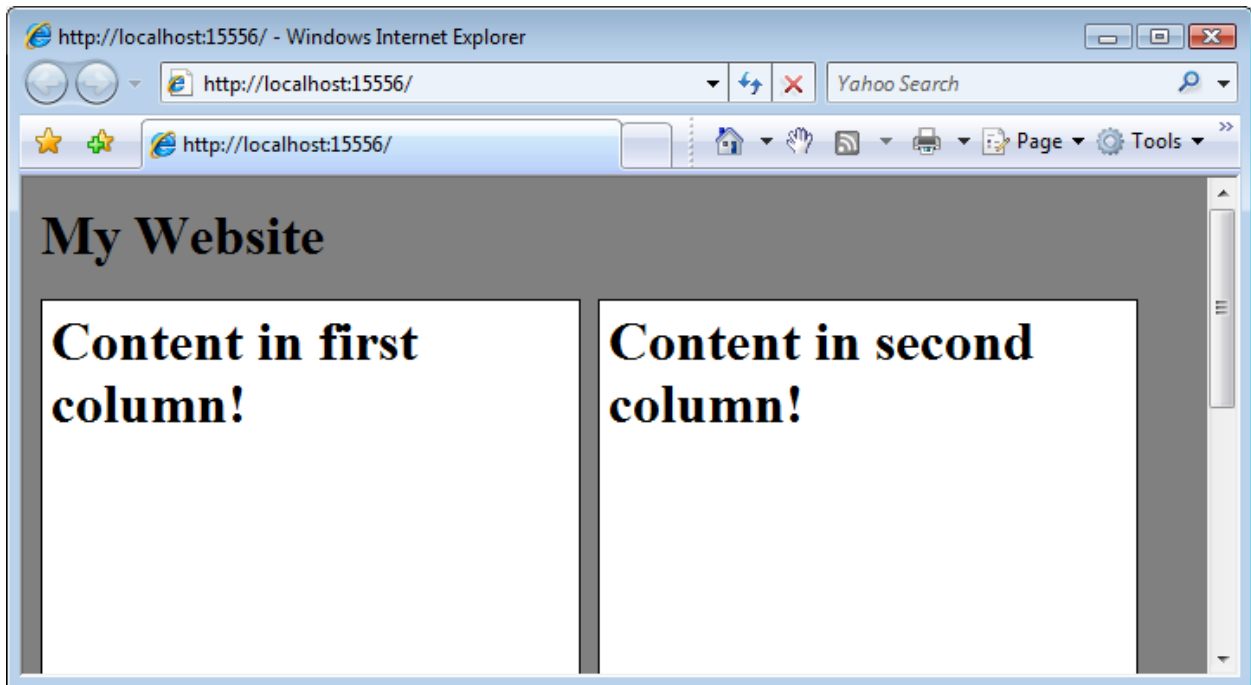 http://localhost:15556/ - Windows Internet Explorer
http://localhost:15556/
Yahoo Search
http://localhost:15556/
Page
Tools
My Website
Content in first
column!
Content in second
column!